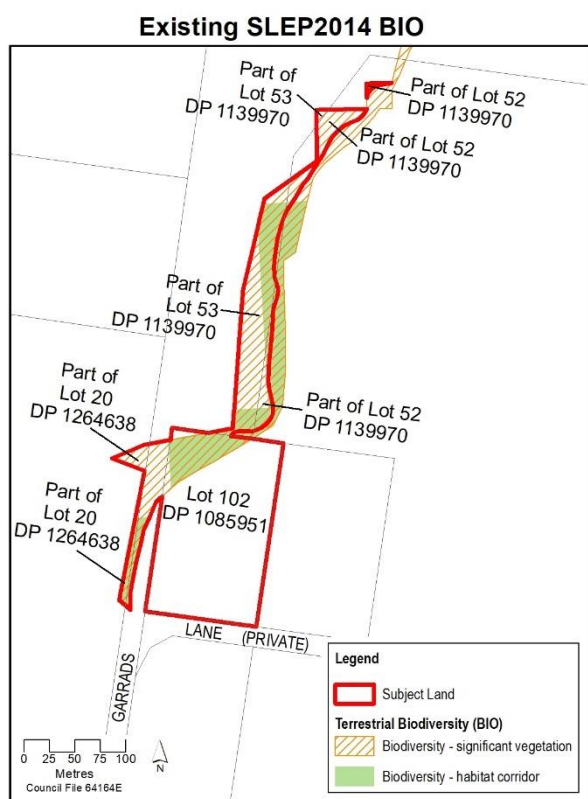 Existing SLEP2014 BIO
Part of
Lot 53
DP 1139970
Part of Lot 52
DP 1139970
Part of Lot 52
DP 1139970
Part of
Lot 53
DP 1139970
Part of
Lot 20
DP 1264638
Part of Lot 52
DP 1139970
Part of
Lot 20
DP 1264638
Lot 102
DP 1085951
LANE (PRIVATE)
GARRADS
Legend
Subject Land
Terrestrial Biodiversity (BIO)
Biodiversity - significant vegetation
Biodiversity - habitat corridor
0 25 50 75 100
Metres
Council File 64164E
N